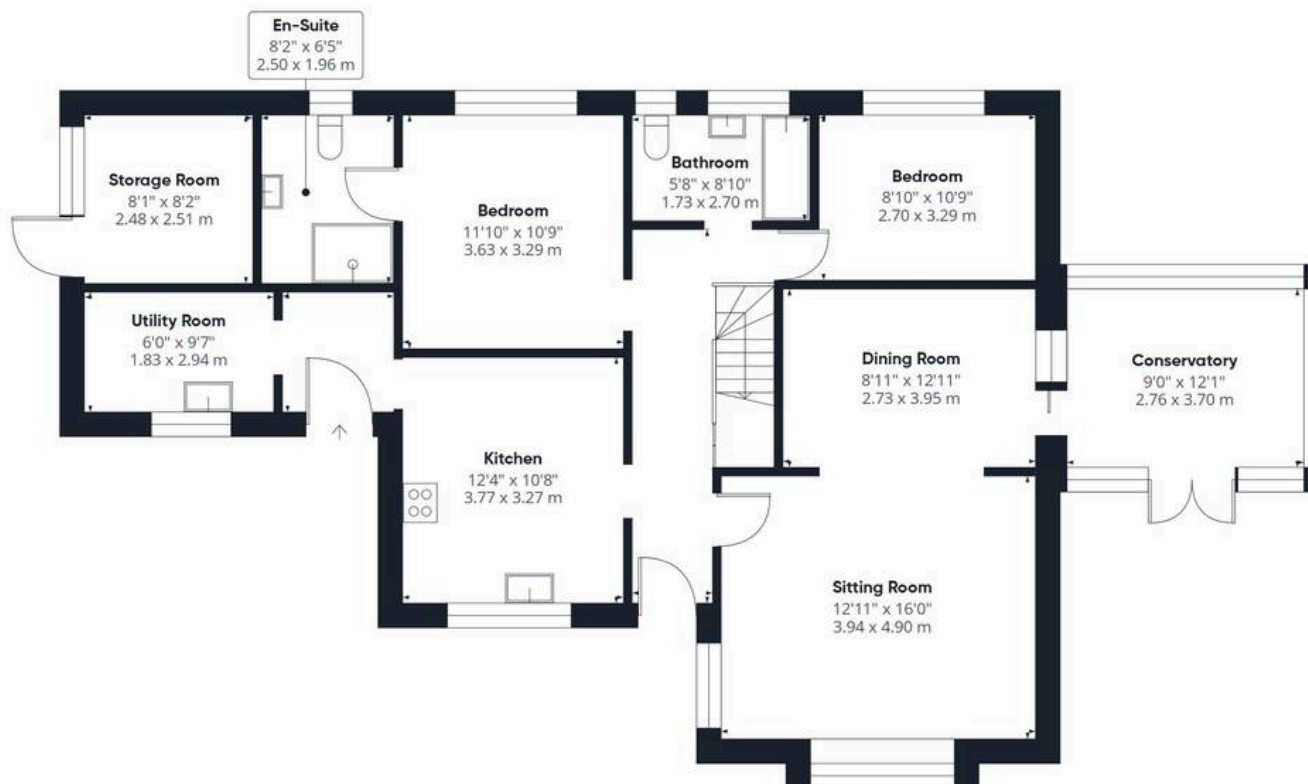 En-Suite
8'2" x 6'5"
2.50 x 1.96 m
Storage Room
8'1" x 8'2"
2.48 x 2.51 m
Bedroom
11'10" x 10'9"
3.63 x 3.29 m
Bathroom
5'8" x 8'10"
1.73 x 2.70 m
Bedroom
8'10" x 10'9"
2.70 x 3.29 m
Utility Room
6'0" x 9'7"
1.83 x 2.94 m
Dining Room
8'11" x 12'11"
2.73 x 3.95 m
Conservatory
9'0" x 12'1"
2.76 x 3.70 m
Kitchen
12'4" x 10'8"
3.77 x 3.27 m
Sitting Room
12'11" x 16'0"
3.94 x 4.90 m